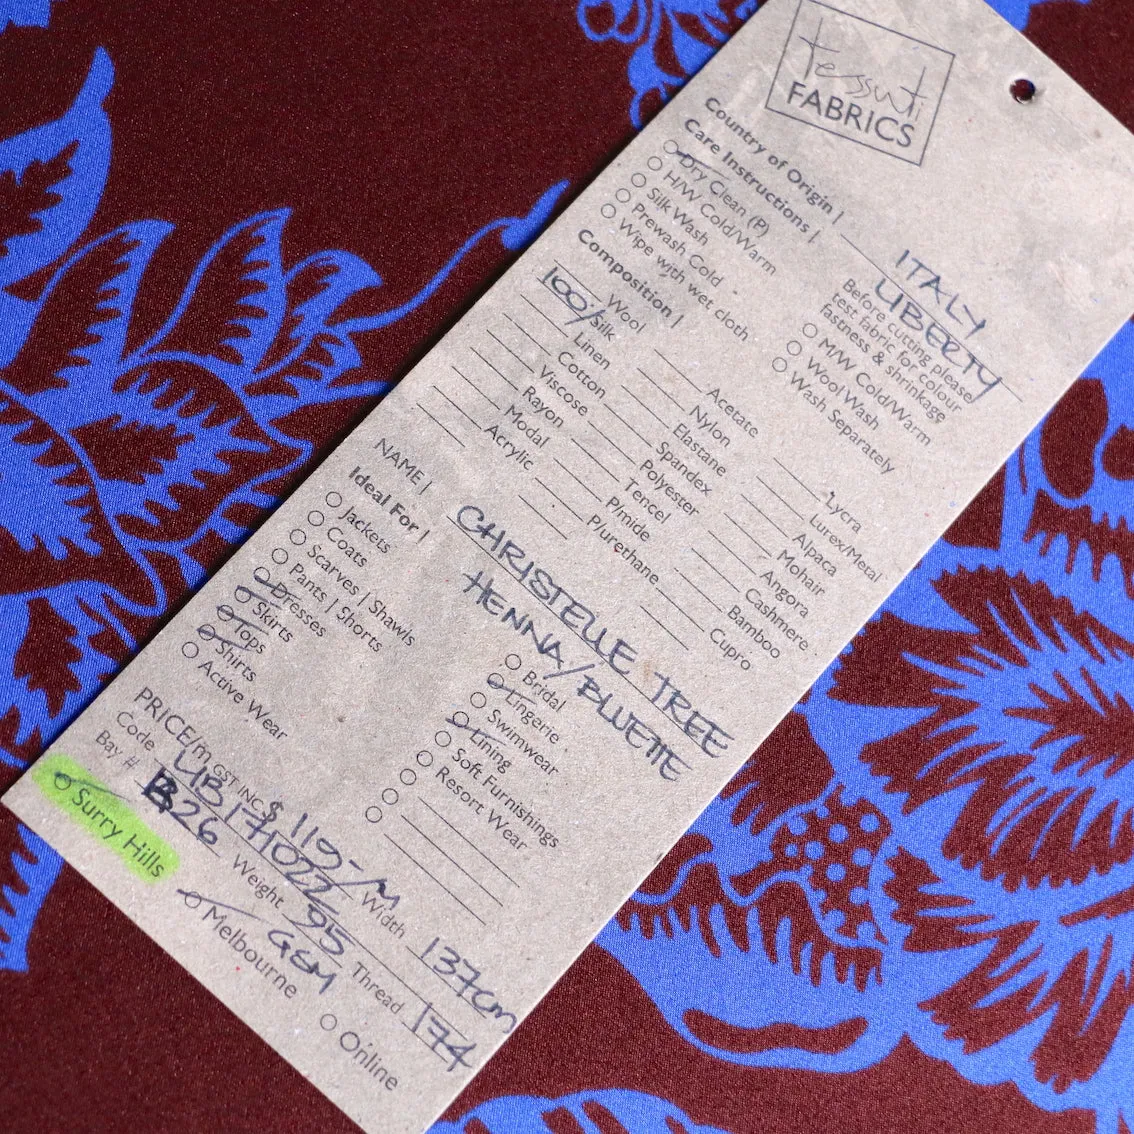 tessuti
FABRICS
Country of Origin | ITALY
Care Instructions | LIBERTY
Dry Clean (P)
H/W Cold/Warm
Silk Wash
Prewash Cold
Wipe with wet cloth
Before cutting please
test fabric for colour
fastness & shrinkage
M/W Cold/Warm
Wool Wash
Wash Separately
Composition |
Wool
100% Silk
Linen
Cotton
Viscose
Rayon
Modal
Acrylic
Acetate
Nylon
Elastane
Spandex
Polyester
Tencel
P/mide
P/urethane
Lycra
Lurex/Metal
Alpaca
Mohair
Angora
Cashmere
Bamboo
Cupro
NAME | CHRISTELLE TREE
HENNA/BLUETTE
Ideal For |
Jackets
Coats
Scarves | Shawls
Pants | Shorts
Dresses
Skirts
Tops
Shirts
Active Wear
Bridal
Lingerie
Swimwear
Lining
Soft Furnishings
Resort Wear
PRICE/m GST INC. $ 110-/m
Code LIB171022 Width 137cm
Bay # B26 Weight 95 GSM Thread 174
Surry Hills
Melbourne
Online